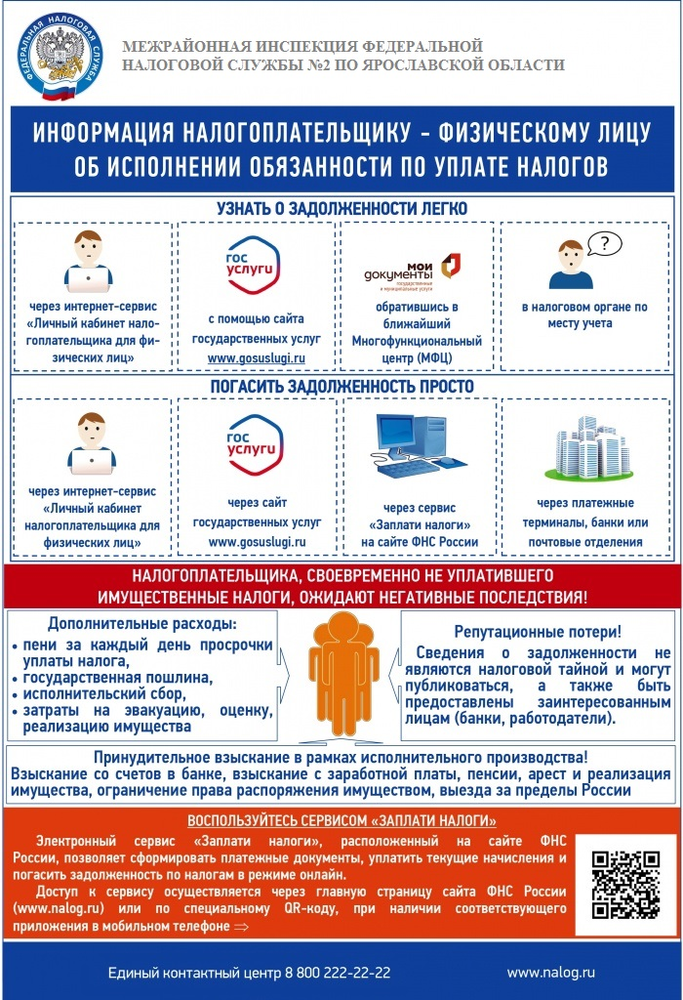 ФЕДЕРАЛЬНАЯ НАЛОГОВАЯ СЛУЖБА
МЕЖРАЙОННАЯ ИНСПЕКЦИЯ ФЕДЕРАЛЬНОЙ
НАЛОГОВОЙ СЛУЖБЫ №2 ПО ЯРОСЛАВСКОЙ ОБЛАСТИ
ИНФОРМАЦИЯ НАЛОГОПЛАТЕЛЬЩИКУ - ФИЗИЧЕСКОМУ ЛИЦУ
ОБ ИСПОЛНЕНИИ ОБЯЗАННОСТИ ПО УПЛАТЕ НАЛОГОВ
УЗНАТЬ О ЗАДОЛЖЕННОСТИ ЛЕГКО
через интернет-сервис
«Личный кабинет нало-
гоплательщика для фи-
зических лиц»
гос
услуги
с помощью сайта
государственных услуг
www.gosuslugi.ru
мои
документы
государственные
и муниципальные услуги
обратившись в
ближайший
Многофункциональный
центр (МФЦ)
?
в налоговом органе по
месту учета
ПОГАСИТЬ ЗАДОЛЖЕННОСТЬ ПРОСТО
через интернет-сервис
«Личный кабинет
налогоплательщика для
физических лиц»
гос
услуги
через сайт
государственных услуг
www.gosuslugi.ru
через сервис
«Заплати налоги»
на сайте ФНС России
через платежные
терминалы, банки или
почтовые отделения
НАЛОГОПЛАТЕЛЬЩИКА, СВОЕВРЕМЕННО НЕ УПЛАТИВШЕГО
ИМУЩЕСТВЕННЫЕ НАЛОГИ, ОЖИДАЮТ НЕГАТИВНЫЕ ПОСЛЕДСТВИЯ!
Дополнительные расходы:
• пени за каждый день просрочки
уплаты налога,
• государственная пошлина,
• исполнительский сбор,
• затраты на эвакуацию, оценку,
реализацию имущества
Репутационные потери!
Сведения о задолженности не
являются налоговой тайной и могут
публиковаться, а также быть
предоставлены заинтересованным
лицам (банки, работодатели).
Принудительное взыскание в рамках исполнительного производства!
Взыскание со счетов в банке, взыскание с заработной платы, пенсии, арест и реализация
имущества, ограничение права распоряжения имуществом, выезда за пределы России
ВОСПОЛЬЗУЙТЕСЬ СЕРВИСОМ «ЗАПЛАТИ НАЛОГИ»
Электронный сервис «Заплати налоги», расположенный на сайте ФНС
России, позволяет сформировать платежные документы, уплатить текущие начисления и
погасить задолженность по налогам в режиме онлайн.
Доступ к сервису осуществляется через главную страницу сайта ФНС России
(www.nalog.ru) или по специальному QR-коду, при наличии соответствующего
приложения в мобильном телефоне ⇒
Единый контактный центр 8 800 222-22-22
www.nalog.ru